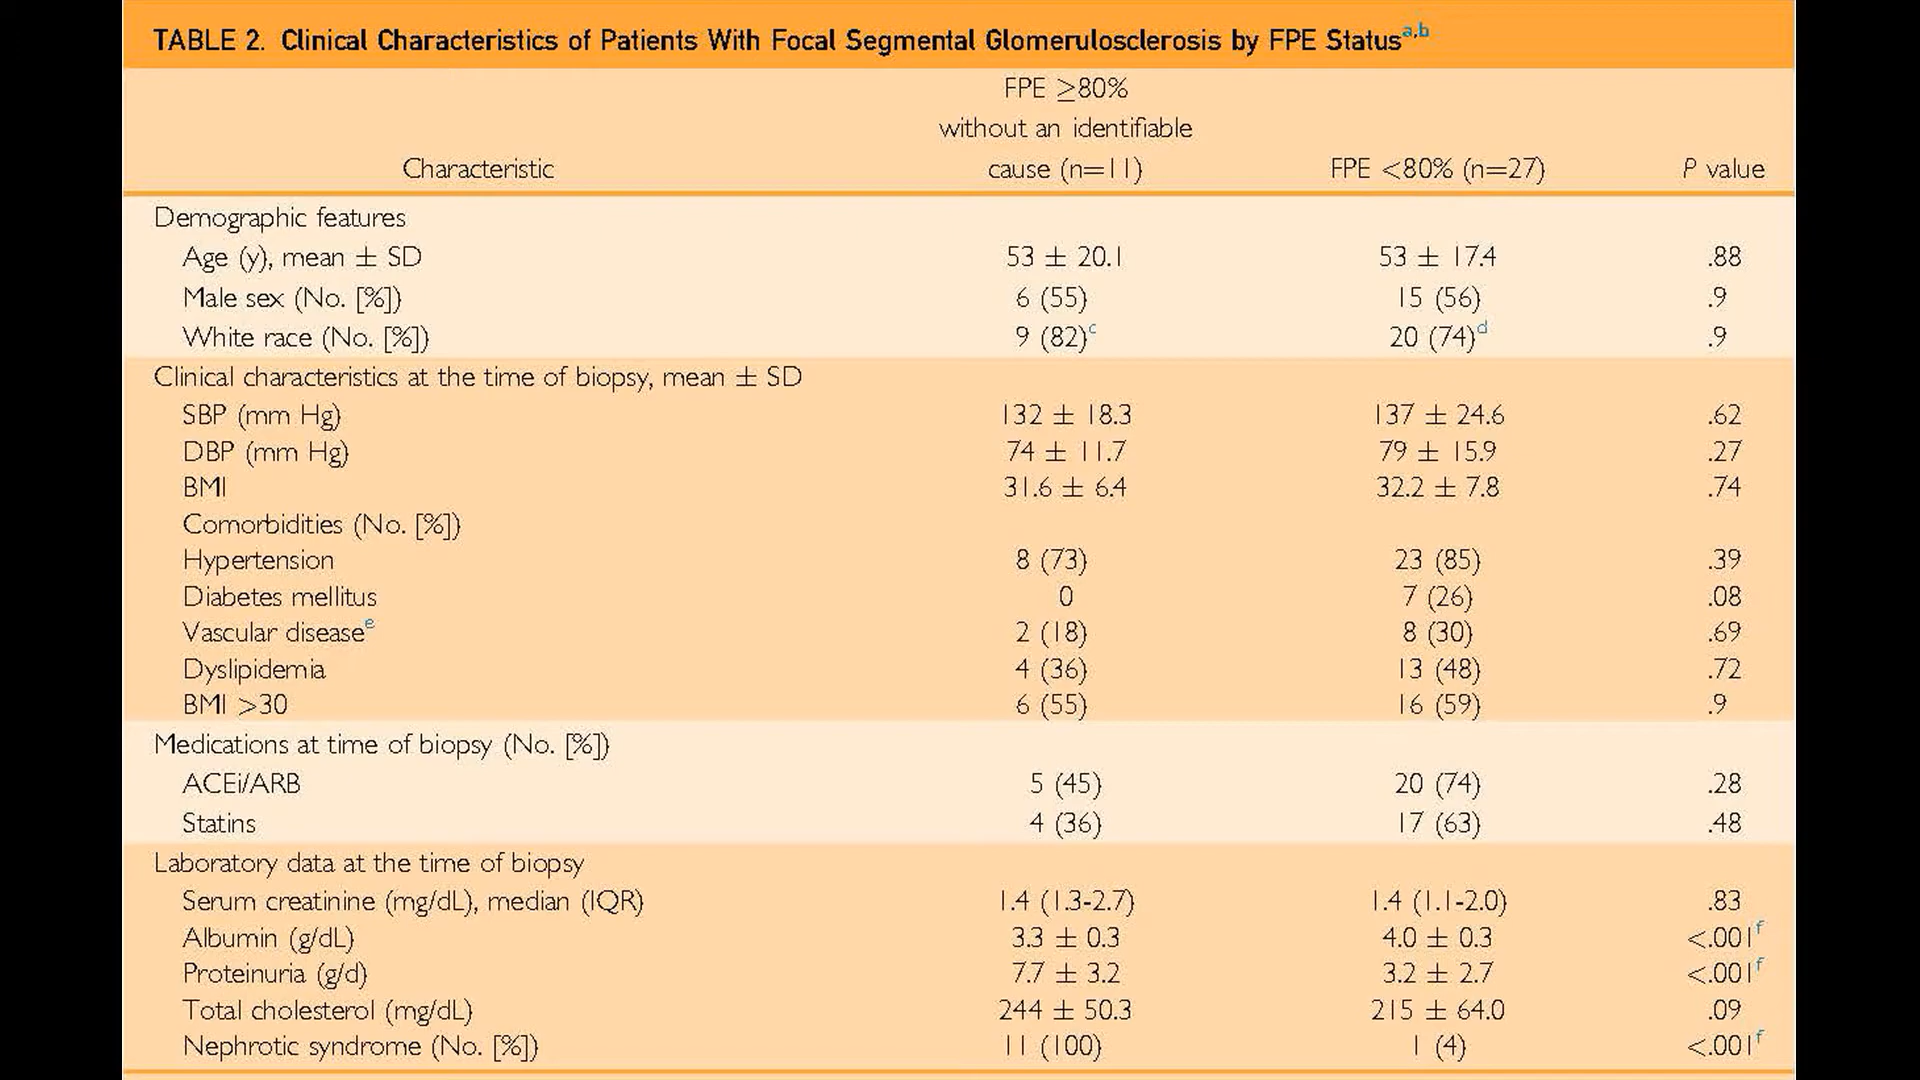 TABLE 2. Clinical Characteristics of Patients With Focal Segmental Glomerulosclerosis by FPE Status a,b
FPE ≥80%
without an identifiable
Characteristic cause (n=11) FPE <80% (n=27) P value
Demographic features
Age (y), mean ± SD 53 ± 20.1 53 ± 17.4 .88
Male sex (No. [%]) 6 (55) 15 (56) .9
White race (No. [%]) 9 (82)c 20 (74)d .9
Clinical characteristics at the time of biopsy, mean ± SD
SBP (mm Hg) 132 ± 18.3 137 ± 24.6 .62
DBP (mm Hg) 74 ± 11.7 79 ± 15.9 .27
BMI 31.6 ± 6.4 32.2 ± 7.8 .74
Comorbidities (No. [%])
Hypertension 8 (73) 23 (85) .39
Diabetes mellitus 0 7 (26) .08
Vascular disease e 2 (18) 8 (30) .69
Dyslipidemia 4 (36) 13 (48) .72
BMI >30 6 (55) 16 (59) .9
Medications at time of biopsy (No. [%])
ACEi/ARB 5 (45) 20 (74) .28
Statins 4 (36) 17 (63) .48
Laboratory data at the time of biopsy
Serum creatinine (mg/dL), median (IQR) 1.4 (1.3-2.7) 1.4 (1.1-2.0) .83
Albumin (g/dL) 3.3 ± 0.3 4.0 ± 0.3 <.001f
Proteinuria (g/d) 7.7 ± 3.2 3.2 ± 2.7 <.001f
Total cholesterol (mg/dL) 244 ± 50.3 215 ± 64.0 .09
Nephrotic syndrome (No. [%]) 11 (100) 1 (4) <.001f